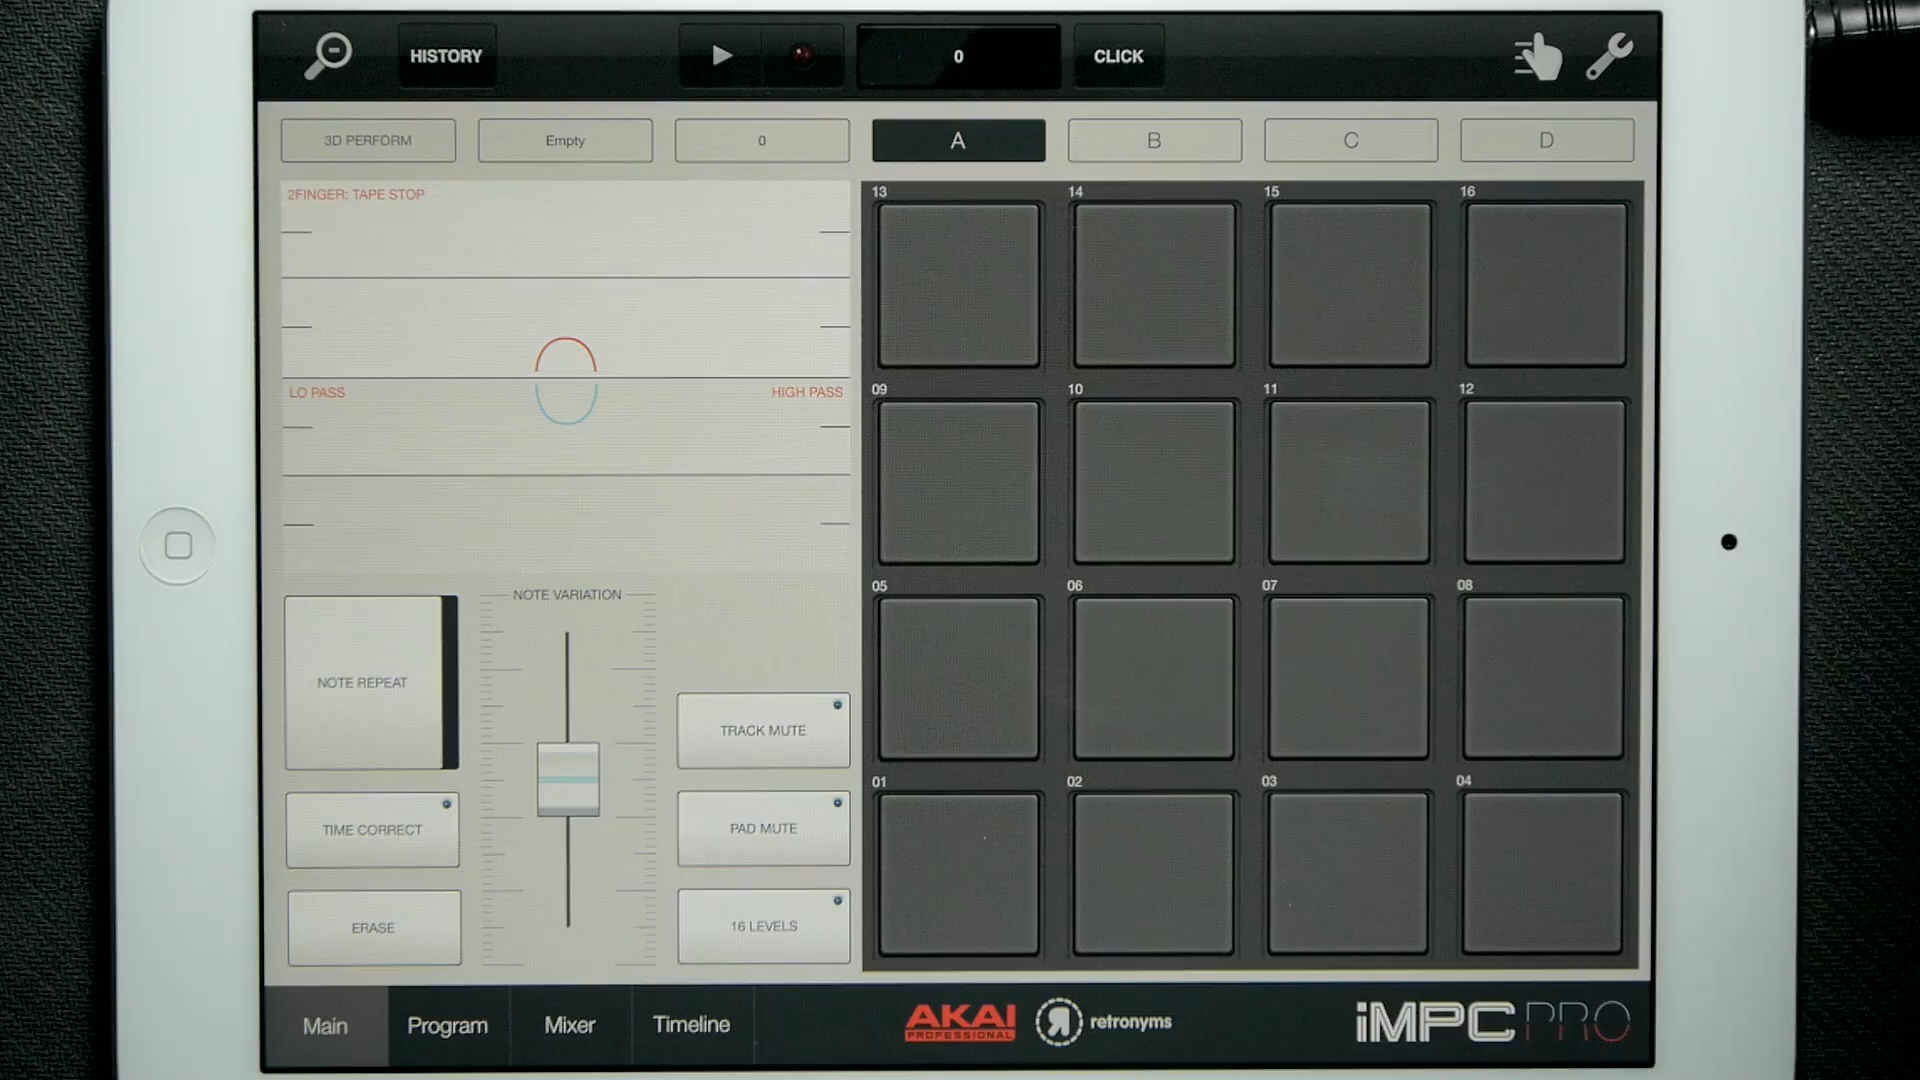 HISTORY
0
CLICK
3D PERFORM
Empty
0
A
B
C
D
2FINGER: TAPE STOP
LO PASS
HIGH PASS
13
14
15
16
09
10
11
12
05
06
07
08
01
02
03
04
NOTE VARIATION
NOTE REPEAT
TRACK MUTE
TIME CORRECT
PAD MUTE
ERASE
16 LEVELS
Main
Program
Mixer
Timeline
AKAI
PROFESSIONAL
retronyms
iMPC PRO